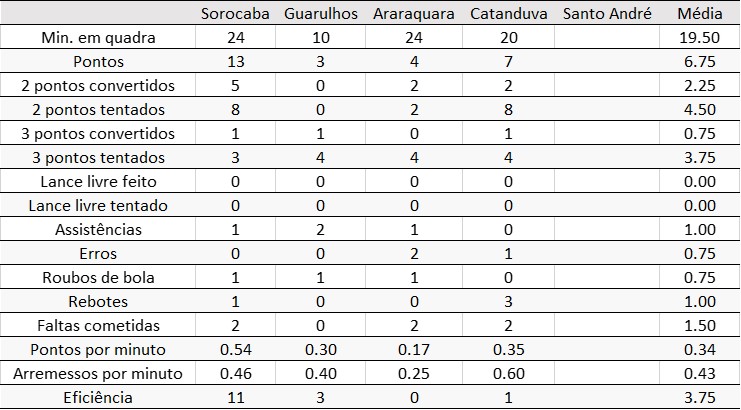 Sorocaba Guarulhos Araraquara Catanduva Santo André Média
Min. em quadra 24 10 24 20 19.50
Pontos 13 3 4 7 6.75
2 pontos convertidos 5 0 2 2 2.25
2 pontos tentados 8 0 2 8 4.50
3 pontos convertidos 1 1 0 1 0.75
3 pontos tentados 3 4 4 4 3.75
Lance livre feito 0 0 0 0 0.00
Lance livre tentado 0 0 0 0 0.00
Assistências 1 2 1 0 1.00
Erros 0 0 2 1 0.75
Roubos de bola 1 1 1 0 0.75
Rebotes 1 0 0 3 1.00
Faltas cometidas 2 0 2 2 1.50
Pontos por minuto 0.54 0.30 0.17 0.35 0.34
Arremessos por minuto 0.46 0.40 0.25 0.60 0.43
Eficiência 11 3 0 1 3.75